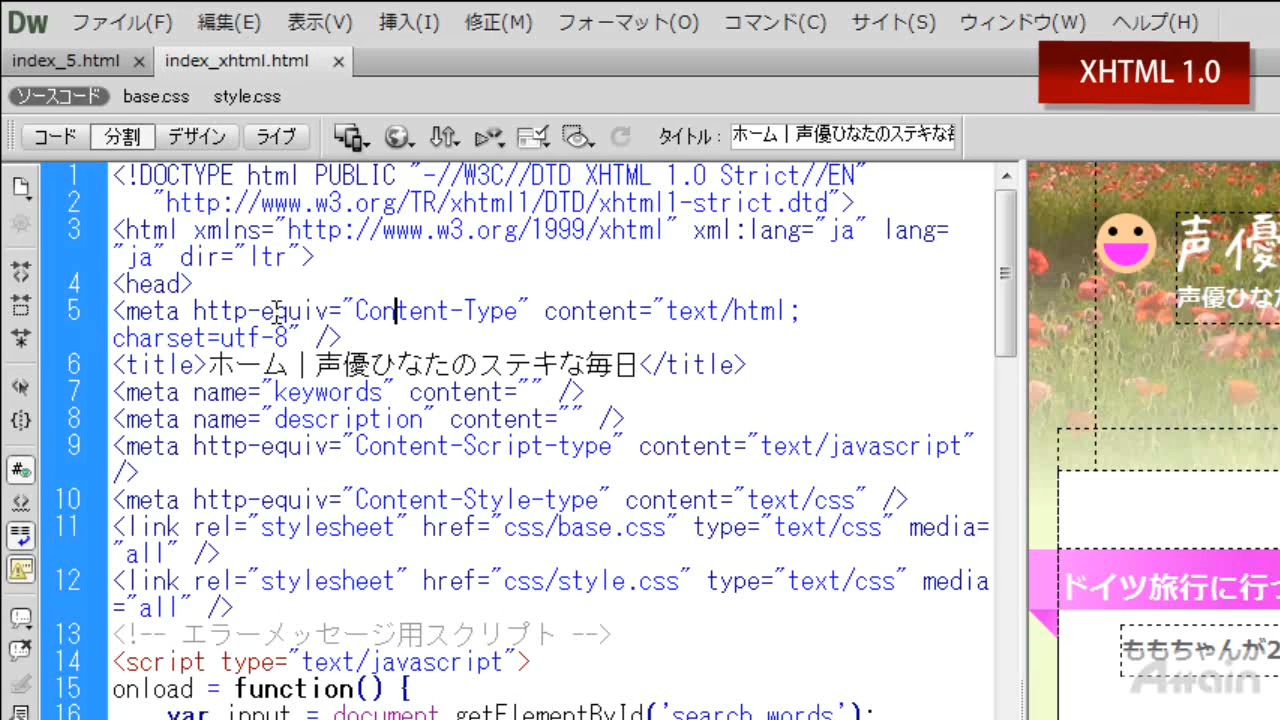 Dw ファイル(F) 編集(E) 表示(V) 挿入(I) 修正(M) フォーマット(O) コマンド(C) サイト(S) ウィンドウ(W) ヘルプ(H)
index_5.html × index_xhtml.html ×
XHTML 1.0
ソースコード base.css style.css
コード 分割 デザイン ライブ タイトル： ホーム｜声優ひなたのステキな
1 <!DOCTYPE html PUBLIC "-//W3C//DTD XHTML 1.0 Strict//EN"
2 "http://www.w3.org/TR/xhtml1/DTD/xhtml1-strict.dtd">
3 <html xmlns="http://www.w3.org/1999/xhtml" xml:lang="ja" lang=
"ja" dir="ltr">
4 <head>
5 <meta http-equiv="Content-Type" content="text/html;
charset=utf-8" />
6 <title>ホーム｜声優ひなたのステキな毎日</title>
7 <meta name="keywords" content="" />
8 <meta name="description" content="" />
9 <meta http-equiv="Content-Script-type" content="text/javascript"
/>
10 <meta http-equiv="Content-Style-type" content="text/css" />
11 <link rel="stylesheet" href="css/base.css" type="text/css" media=
"all" />
12 <link rel="stylesheet" href="css/style.css" type="text/css" media
="all" />
13 <!-- エラーメッセージ用スクリプト -->
14 <script type="text/javascript">
15 onload = function() {
16 var input = document.getElementById('search_words');
声優
声優ひな
ドイツ旅行に行
ももちゃんが2
Attain